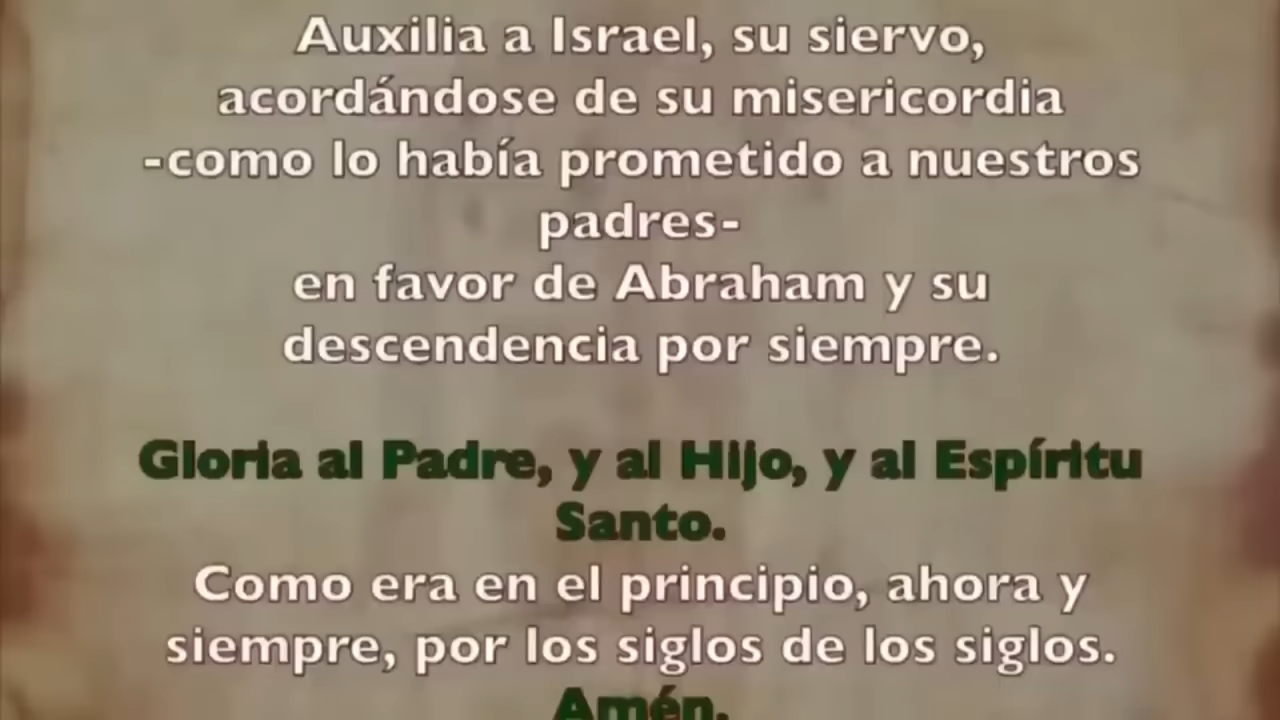 Auxilia a Israel, su siervo,
acordándose de su misericordia
-como lo había prometido a nuestros
padres-
en favor de Abraham y su
descendencia por siempre.
Gloria al Padre, y al Hijo, y al Espíritu
Santo.
Como era en el principio, ahora y
siempre, por los siglos de los siglos.
Amén.